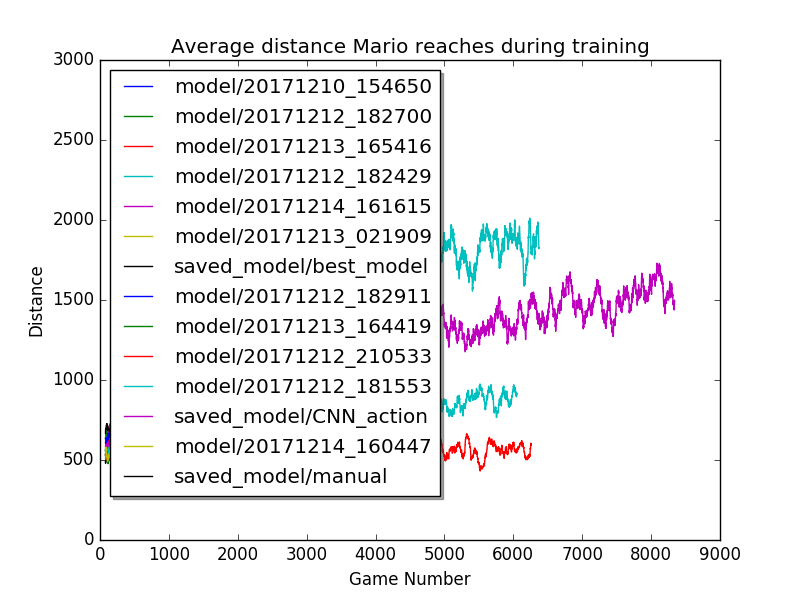 Average distance Mario reaches during training
3000
2500
2000
1500
1000
500
0
Distance
model/20171210_154650
model/20171212_182700
model/20171213_165416
model/20171212_182429
model/20171214_161615
model/20171213_021909
saved_model/best_model
model/20171212_182911
model/20171213_164419
model/20171212_210533
model/20171212_181553
saved_model/CNN_action
model/20171214_160447
saved_model/manual
0 1000 2000 3000 4000 5000 6000 7000 8000 9000
Game Number